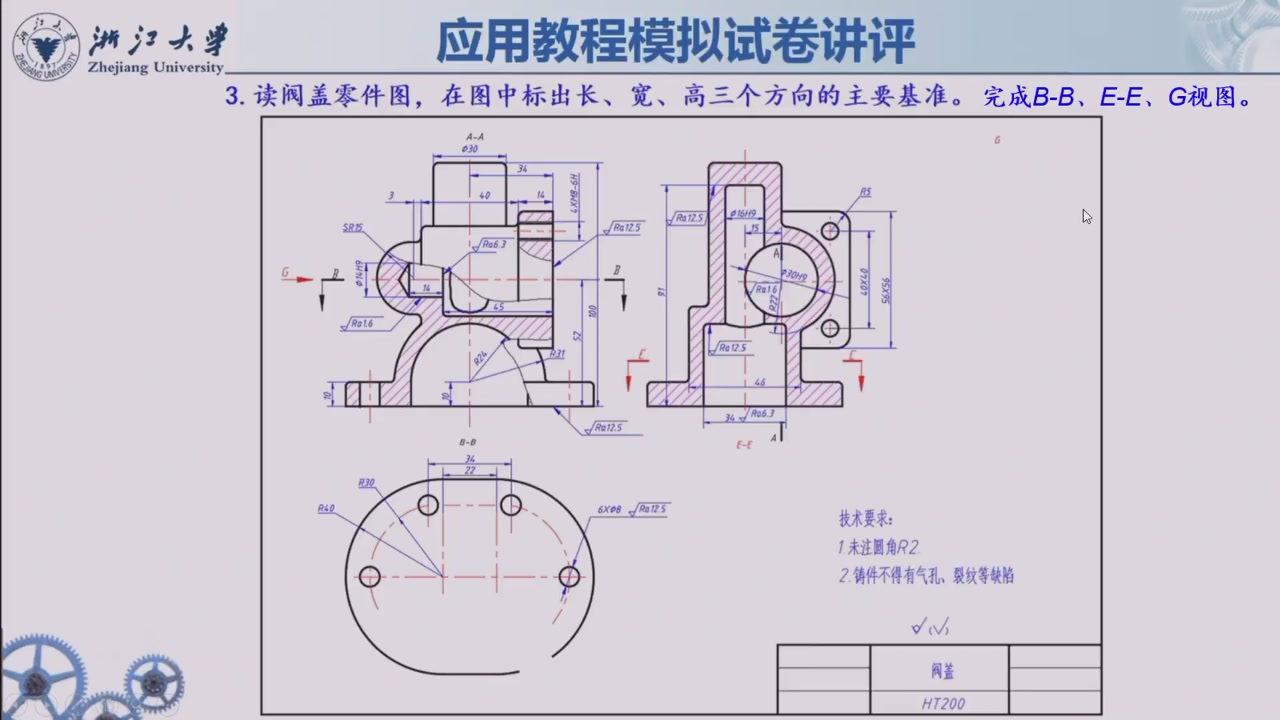 浙江大学
Zhejiang University
1897
应用教程模拟试卷讲评
3. 读阀盖零件图，在图中标出长、宽、高三个方向的主要基准。 完成B-B、E-E、G视图。
A-A
Ø30
34
3
40
14
4XM8-6H
SR15
Ra6.3
Ra12.5
G
B
B
Ø14H9
14
Ra1.6
45
100
52
R24
R31
10
10
Ra12.5
G
R5
Ra12.5
Ø16H9
15
A
Ø30H9
91
Ra1.6
R22
40X40
56X56
Ra12.5
E
E
46
34
Ra6.3
E-E
A
B-B
34
22
R30
R40
6XØ8
Ra12.5
技术要求：
1.未注圆角R2.
2.铸件不得有气孔、裂纹等缺陷
阀盖
HT200